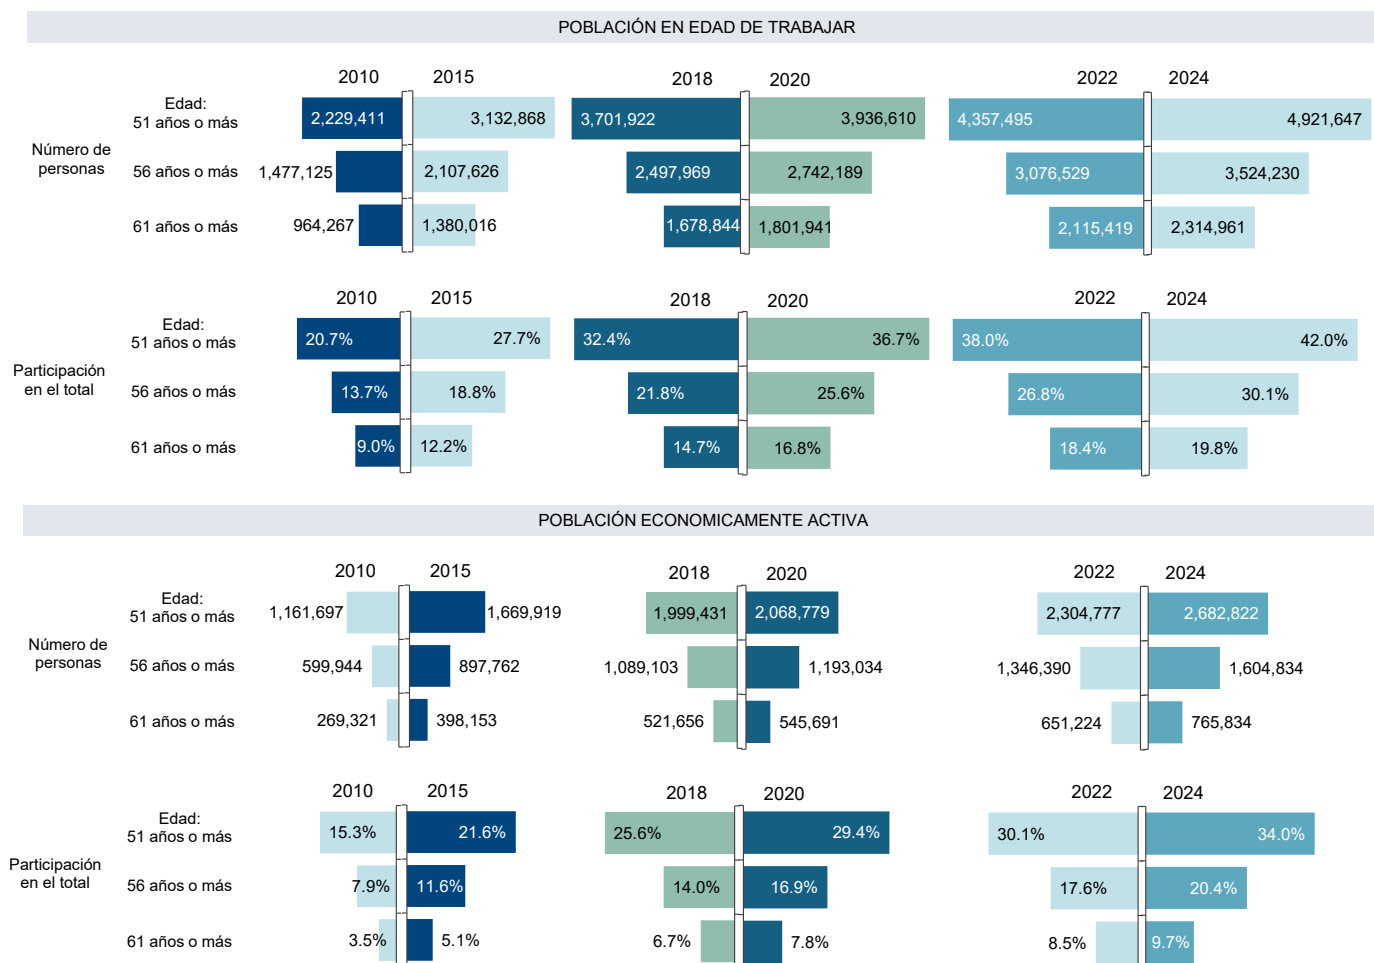 POBLACIÓN EN EDAD DE TRABAJAR
2010 2015 2018 2020 2022 2024
Número de
personas
Edad:
51 años o más 2,229,411 3,132,868 3,701,922 3,936,610 4,357,495 4,921,647
56 años o más 1,477,125 2,107,626 2,497,969 2,742,189 3,076,529 3,524,230
61 años o más 964,267 1,380,016 1,678,844 1,801,941 2,115,419 2,314,961
2010 2015 2018 2020 2022 2024
Participación
en el total
Edad:
51 años o más 20.7% 27.7% 32.4% 36.7% 38.0% 42.0%
56 años o más 13.7% 18.8% 21.8% 25.6% 26.8% 30.1%
61 años o más 9.0% 12.2% 14.7% 16.8% 18.4% 19.8%
POBLACIÓN ECONOMICAMENTE ACTIVA
2010 2015 2018 2020 2022 2024
Número de
personas
Edad:
51 años o más 1,161,697 1,669,919 1,999,431 2,068,779 2,304,777 2,682,822
56 años o más 599,944 897,762 1,089,103 1,193,034 1,346,390 1,604,834
61 años o más 269,321 398,153 521,656 545,691 651,224 765,834
2010 2015 2018 2020 2022 2024
Participación
en el total
Edad:
51 años o más 15.3% 21.6% 25.6% 29.4% 30.1% 34.0%
56 años o más 7.9% 11.6% 14.0% 16.9% 17.6% 20.4%
61 años o más 3.5% 5.1% 6.7% 7.8% 8.5% 9.7%